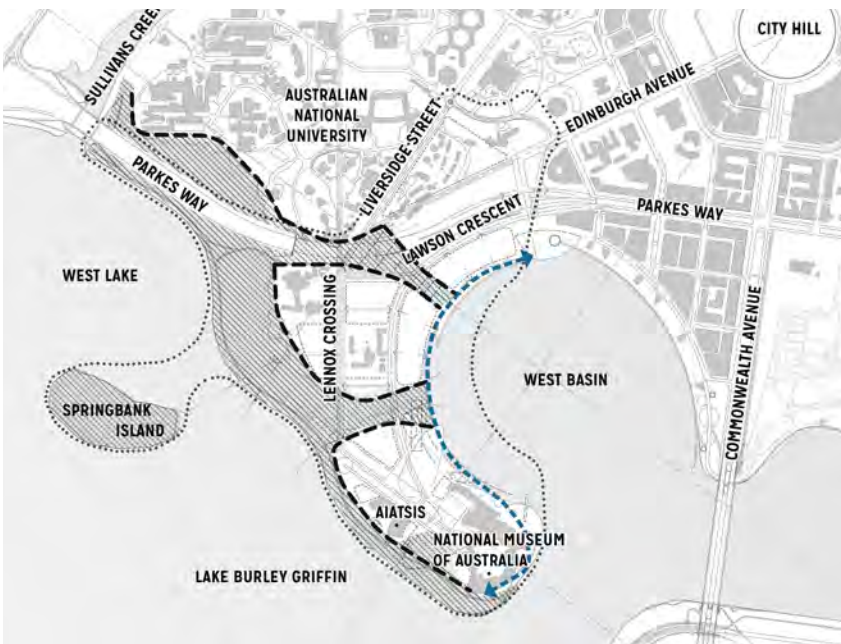 CITY HILL
SULLIVANS CREEK
EDINBURGH AVENUE
AUSTRALIAN
NATIONAL
UNIVERSITY
LIVERSIDGE STREET
PARKES WAY
PARKES WAY
LAWSON CRESCENT
WEST LAKE
LENNOX CROSSING
COMMONWEALTH AVENUE
WEST BASIN
SPRINGBANK
ISLAND
AIATSIS
NATIONAL MUSEUM
OF AUSTRALIA
LAKE BURLEY GRIFFIN